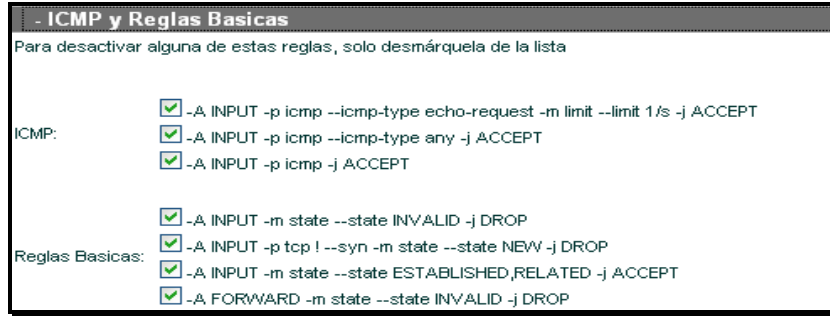 - ICMP y Reglas Basicas
Para desactivar alguna de estas reglas, solo desmárquela de la lista
ICMP:
-A INPUT -p icmp --icmp-type echo-request -m limit --limit 1/s -j ACCEPT
-A INPUT -p icmp --icmp-type any -j ACCEPT
-A INPUT -p icmp -j ACCEPT
Reglas Basicas:
-A INPUT -m state --state INVALID -j DROP
-A INPUT -p tcp ! --syn -m state --state NEW -j DROP
-A INPUT -m state --state ESTABLISHED,RELATED -j ACCEPT
-A FORWARD -m state --state INVALID -j DROP